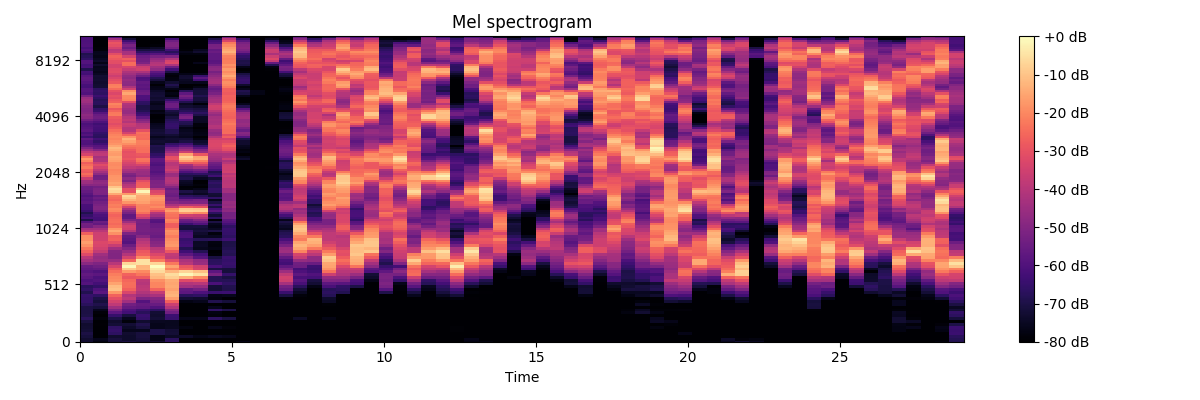 Mel spectrogram
+0 dB
8192
-10 dB
4096
-20 dB
-30 dB
Hz
2048
-40 dB
1024
-50 dB
-60 dB
512
-70 dB
0
-80 dB
0 5 10 15 20 25
Time